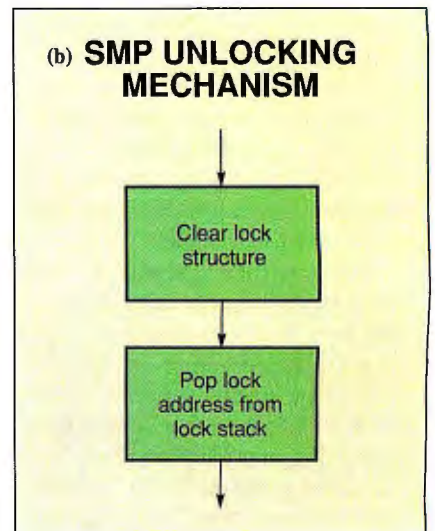 (b) SMP UNLOCKING
MECHANISM
Clear lock
structure
Pop lock
address from
lock stack